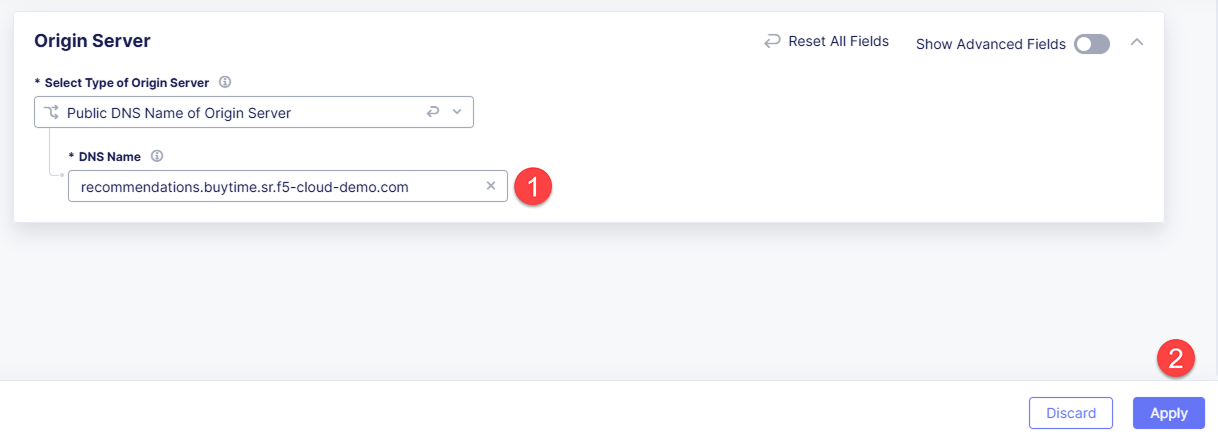 Origin Server
Reset All Fields
Show Advanced Fields
* Select Type of Origin Server
Public DNS Name of Origin Server
* DNS Name
recommendations.buytime.sr.f5-cloud-demo.com
1
2
Discard
Apply